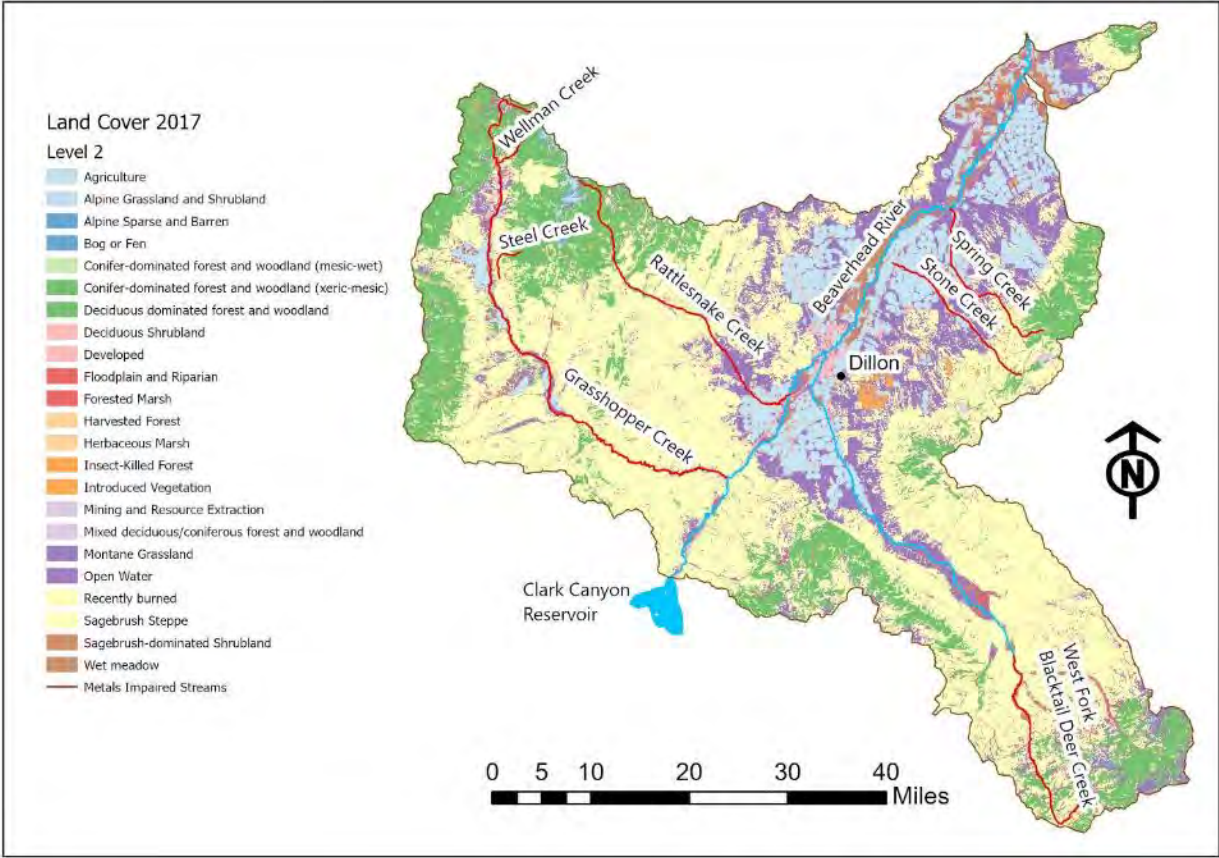 Land Cover 2017
Level 2
Agriculture
Alpine Grassland and Shrubland
Alpine Sparse and Barren
Bog or Fen
Conifer-dominated forest and woodland (mesic-wet)
Conifer-dominated forest and woodland (xeric-mesic)
Deciduous dominated forest and woodland
Deciduous Shrubland
Developed
Floodplain and Riparian
Forested Marsh
Harvested Forest
Herbaceous Marsh
Insect-Killed Forest
Introduced Vegetation
Mining and Resource Extraction
Mixed deciduous/coniferous forest and woodland
Montane Grassland
Open Water
Recently burned
Sagebrush Steppe
Sagebrush-dominated Shrubland
Wet meadow
Metals Impaired Streams
Wellman Creek
Steel Creek
Rattlesnake Creek
Grasshopper Creek
Beaverhead River
Spring Creek
Stone Creek
Dillon
Clark Canyon
Reservoir
West Fork
Blacktail Deer Creek
N
0 5 10 20 30 40
Miles